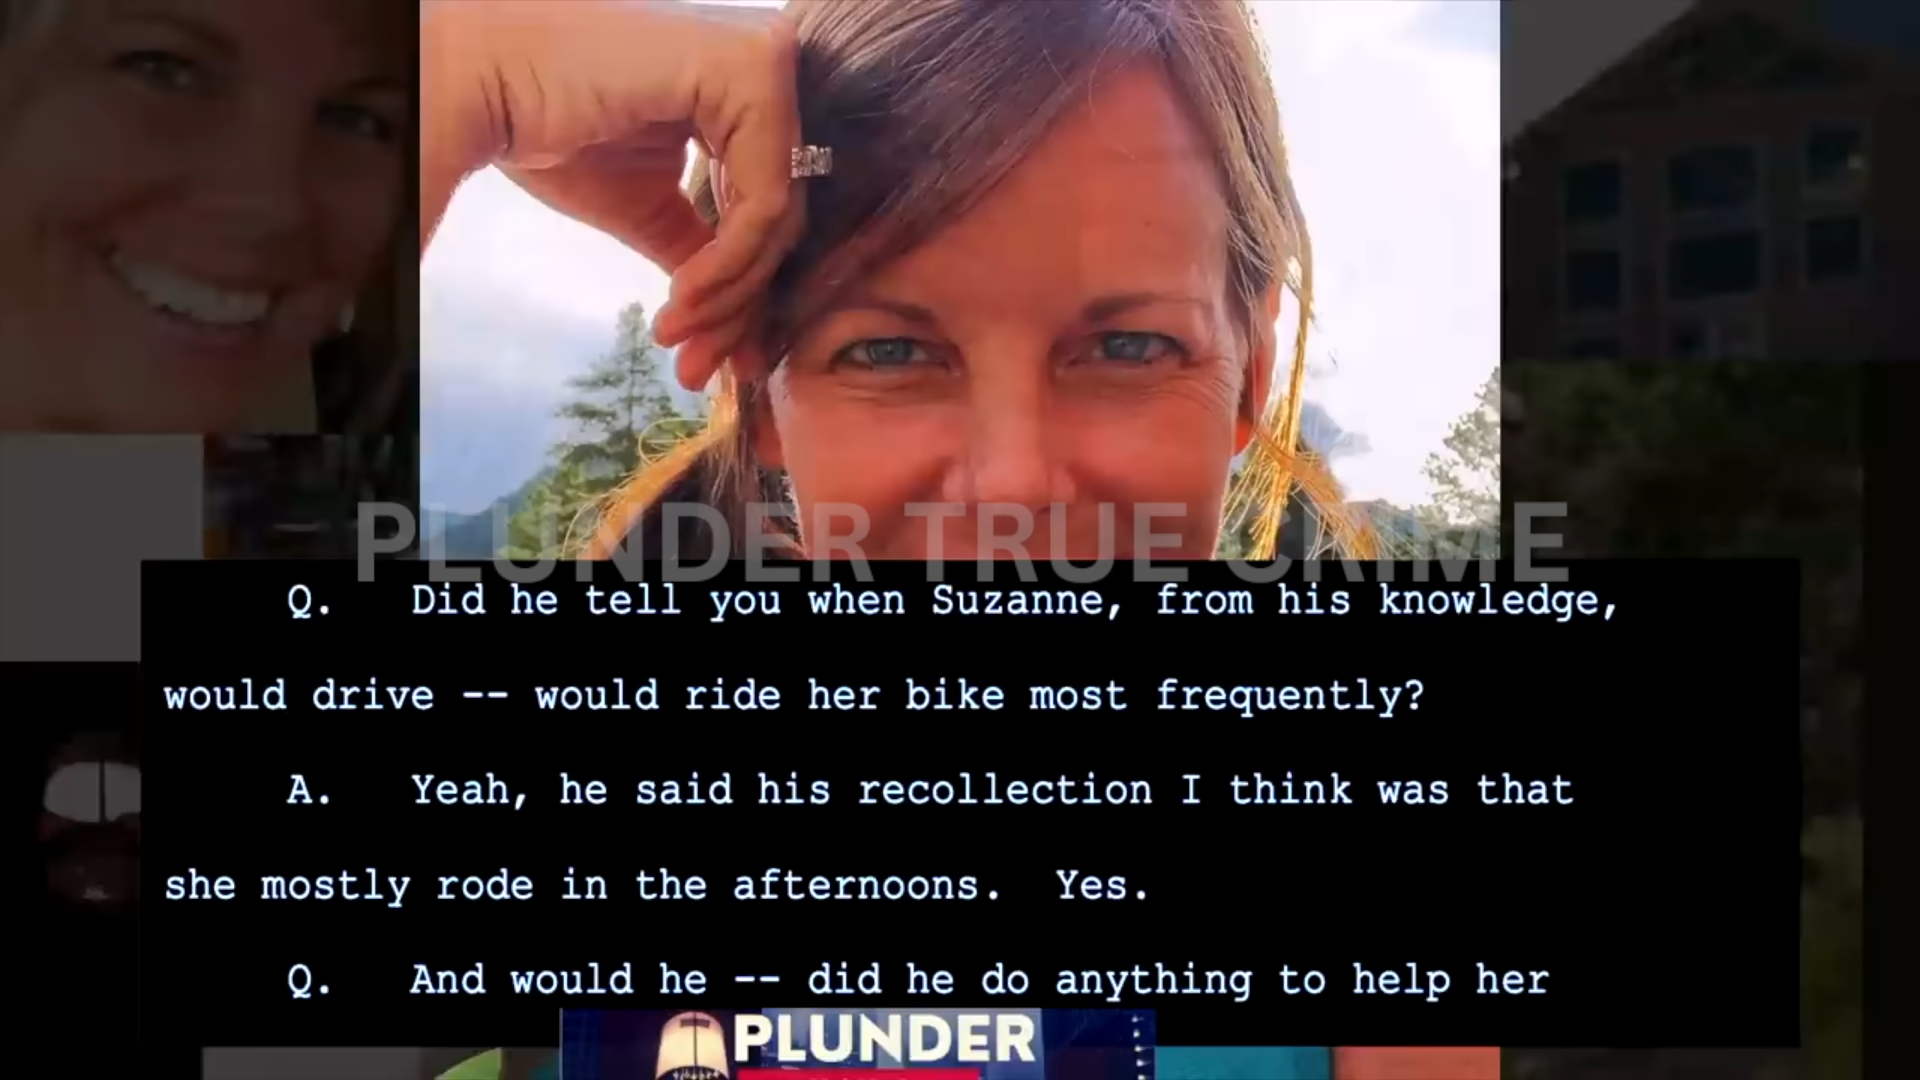 PLUNDER TRUE CRIME
Q. Did he tell you when Suzanne, from his knowledge,
would drive -- would ride her bike most frequently?
A. Yeah, he said his recollection I think was that
she mostly rode in the afternoons. Yes.
Q. And would he -- did he do anything to help her
PLUNDER